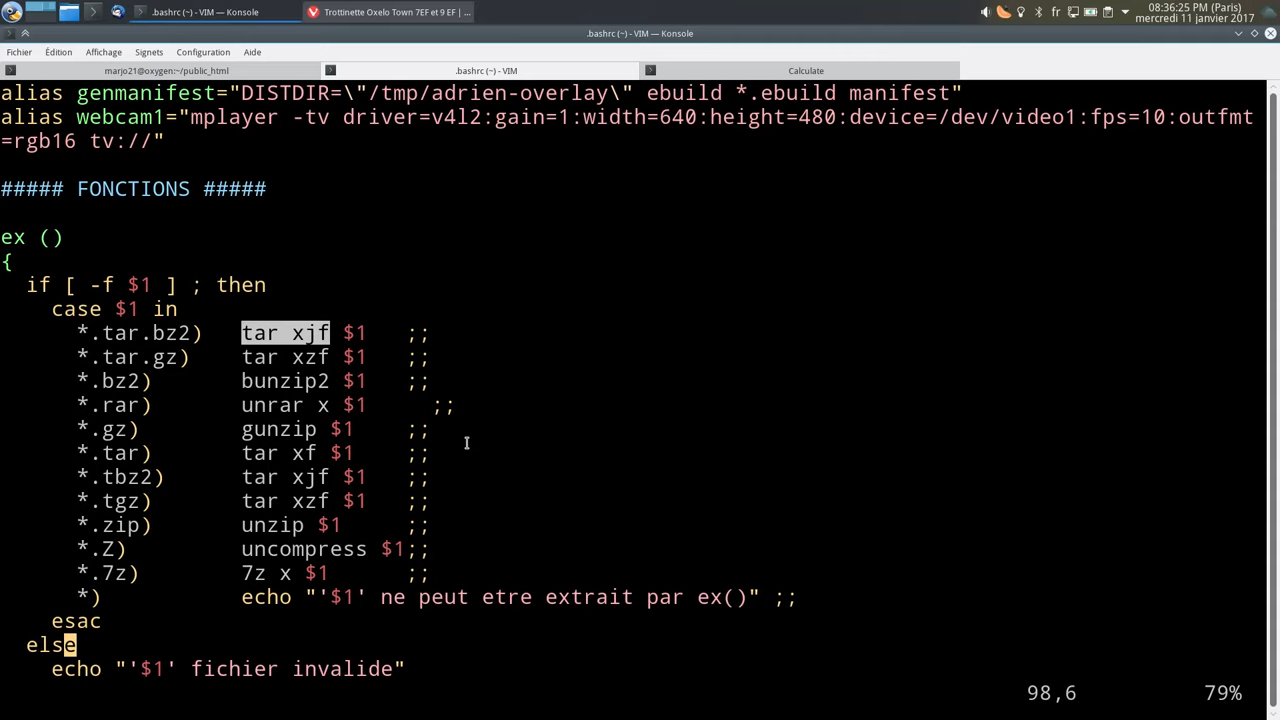 .bashrc (~) - VIM — Konsole
Trottinette Oxelo Town 7EF et 9 EF | ...
fr
08:36:25 PM (Paris)
mercredi 11 janvier 2017
.bashrc (~) - VIM — Konsole
Fichier Édition Affichage Signets Configuration Aide
marjo21@oxygen:~/public_html
.bashrc (~) - VIM
Calculate
alias genmanifest="DISTDIR=\"/tmp/adrien-overlay\" ebuild *.ebuild manifest"
alias webcam1="mplayer -tv driver=v4l2:gain=1:width=640:height=480:device=/dev/video1:fps=10:outfmt
=rgb16 tv://"
##### FONCTIONS #####
ex ()
{
if [ -f $1 ] ; then
case $1 in
*.tar.bz2) tar xjf $1 ;;
*.tar.gz) tar xzf $1 ;;
*.bz2) bunzip2 $1 ;;
*.rar) unrar x $1 ;;
*.gz) gunzip $1 ;;
*.tar) tar xf $1 ;;
*.tbz2) tar xjf $1 ;;
*.tgz) tar xzf $1 ;;
*.zip) unzip $1 ;;
*.Z) uncompress $1;;
*.7z) 7z x $1 ;;
*) echo "'$1' ne peut etre extrait par ex()" ;;
esac
else
echo "'$1' fichier invalide"
98,6 79%